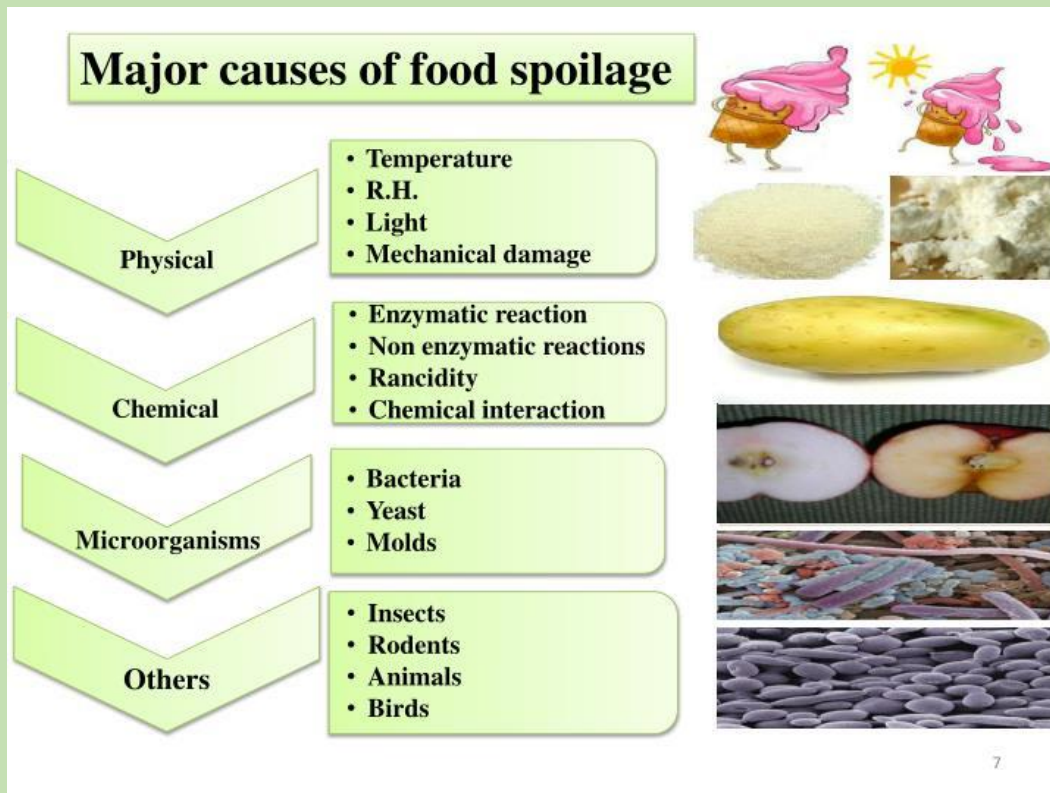 Major causes of food spoilage
Physical
• Temperature
• R.H.
• Light
• Mechanical damage
Chemical
• Enzymatic reaction
• Non enzymatic reactions
• Rancidity
• Chemical interaction
Microorganisms
• Bacteria
• Yeast
• Molds
Others
• Insects
• Rodents
• Animals
• Birds
7